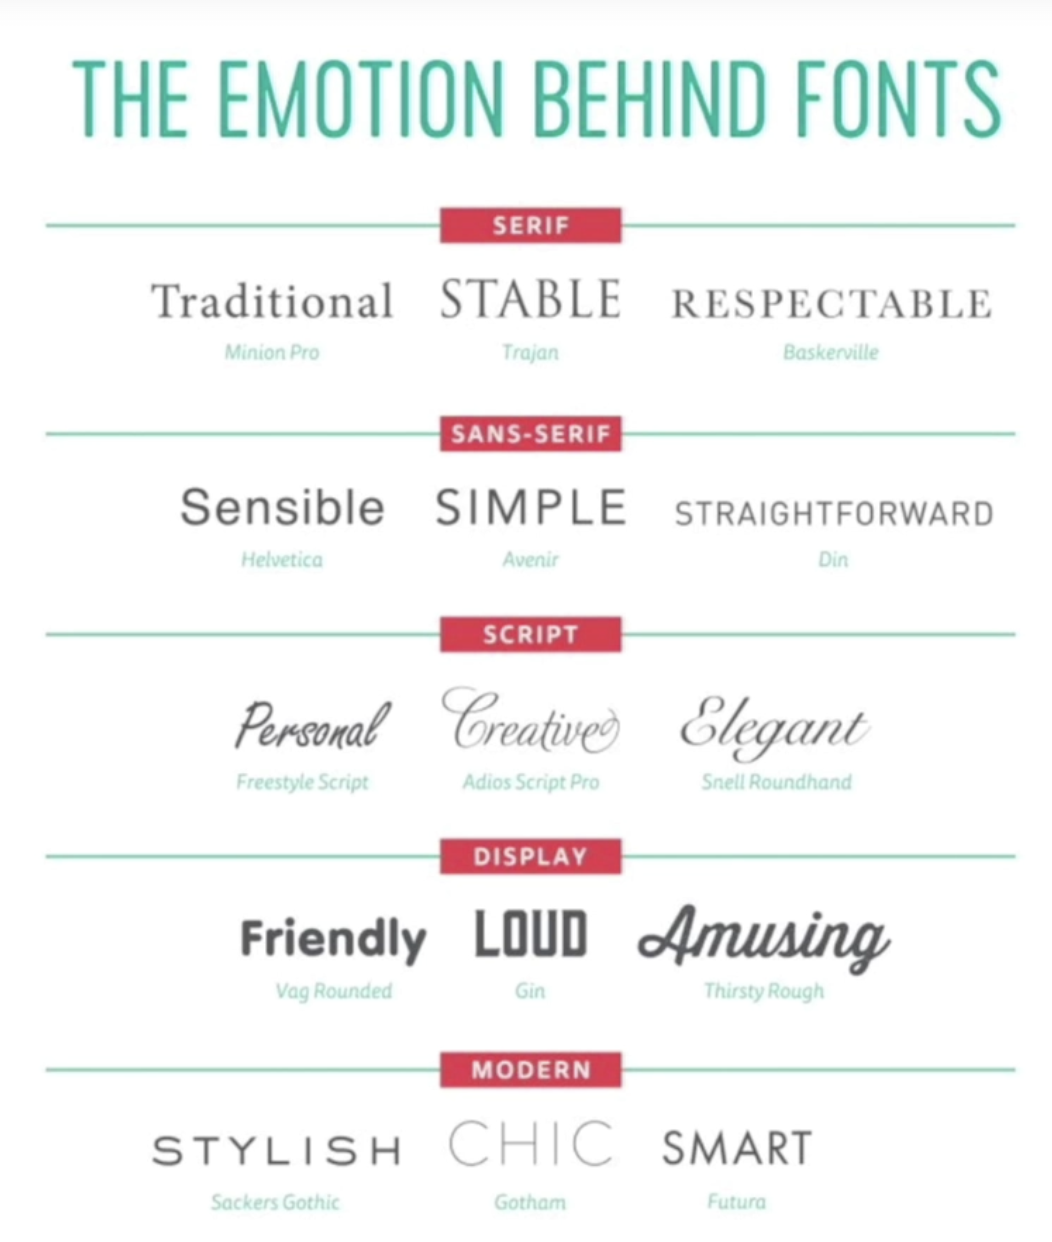 THE EMOTION BEHIND FONTS
SERIF
Traditional STABLE RESPECTABLE
Minion Pro Trajan Baskerville
SANS-SERIF
Sensible SIMPLE STRAIGHTFORWARD
Helvetica Avenir Din
SCRIPT
Personal Creative Elegant
Freestyle Script Adios Script Pro Snell Roundhand
DISPLAY
Friendly LOUD Amusing
Vag Rounded Gin Thirsty Rough
MODERN
STYLISH CHIC SMART
Sackers Gothic Gotham Futura